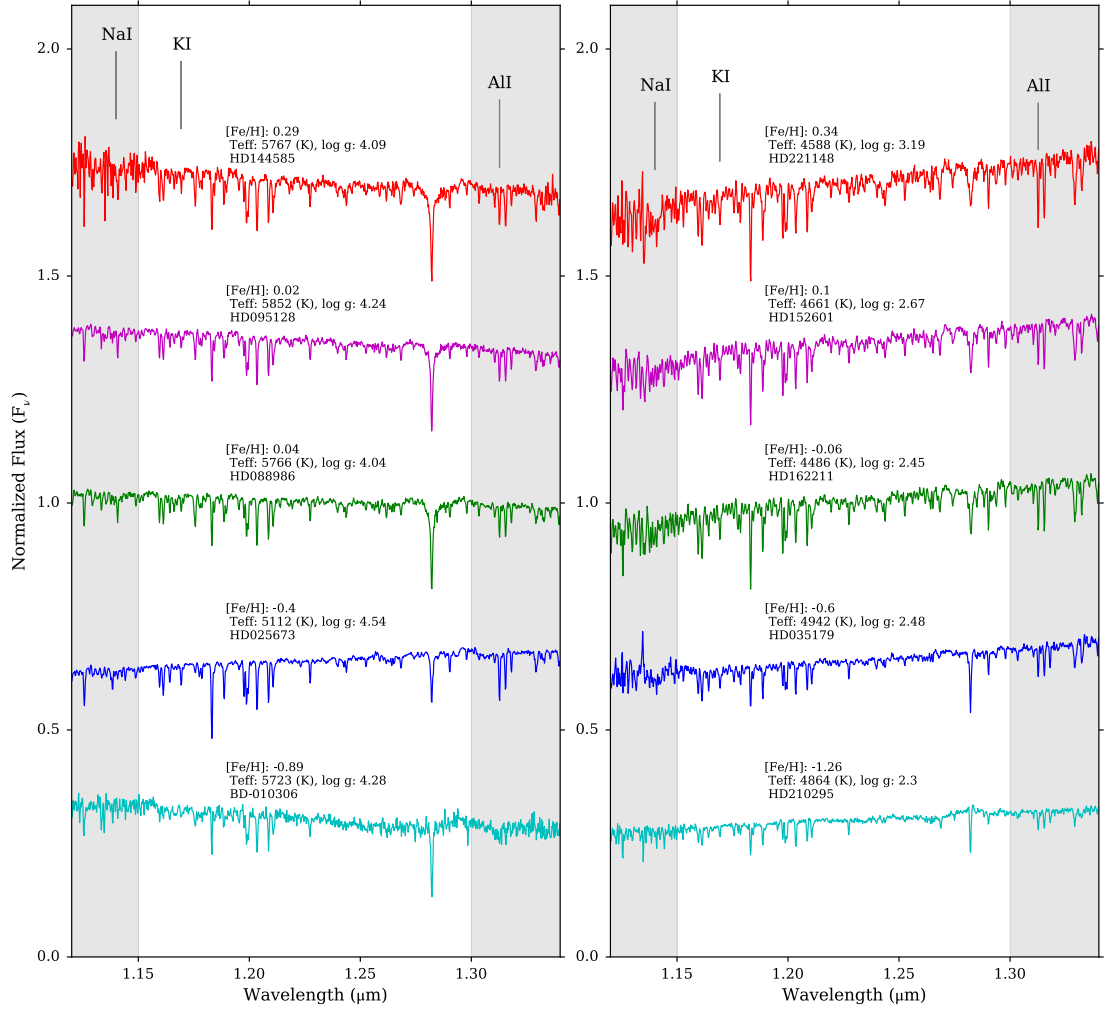 NaI
KI
AlI
[Fe/H]: 0.29
Teff: 5767 (K), log g: 4.09
HD144585
[Fe/H]: 0.02
Teff: 5852 (K), log g: 4.24
HD095128
[Fe/H]: 0.04
Teff: 5766 (K), log g: 4.04
HD088986
[Fe/H]: -0.4
Teff: 5112 (K), log g: 4.54
HD025673
[Fe/H]: -0.89
Teff: 5723 (K), log g: 4.28
BD-010306
2.0
1.5
1.0
0.5
0.0
Normalized Flux (Fν)
1.15
1.20
1.25
1.30
Wavelength (μm)
NaI
KI
AlI
[Fe/H]: 0.34
Teff: 4588 (K), log g: 3.19
HD221148
[Fe/H]: 0.1
Teff: 4661 (K), log g: 2.67
HD152601
[Fe/H]: -0.06
Teff: 4486 (K), log g: 2.45
HD162211
[Fe/H]: -0.6
Teff: 4942 (K), log g: 2.48
HD035179
[Fe/H]: -1.26
Teff: 4864 (K), log g: 2.3
HD210295
2.0
1.5
1.0
0.5
0.0
1.15
1.20
1.25
1.30
Wavelength (μm)